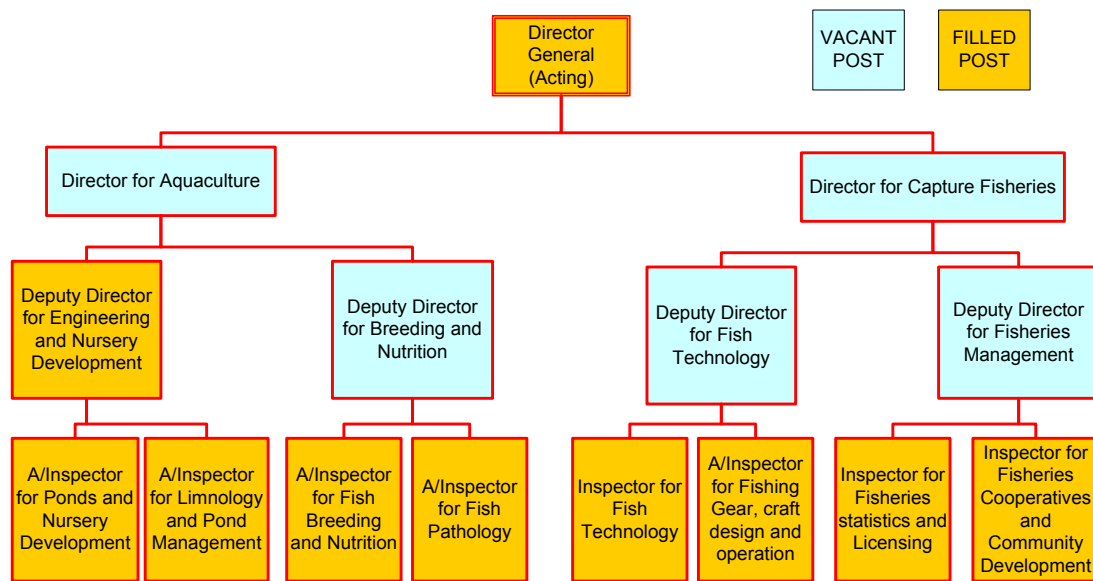 Director
General
(Acting)
VACANT
POST
FILLED
POST
Director for Aquaculture
Director for Capture Fisheries
Deputy Director
for Engineering
and Nursery
Development
Deputy Director
for Breeding and
Nutrition
Deputy Director
for Fish
Technology
Deputy Director
for Fisheries
Management
A/Inspector
for Ponds and
Nursery
Development
A/Inspector
for Limnology
and Pond
Management
A/Inspector
for Fish
Breeding
and Nutrition
A/Inspector
for Fish
Pathology
Inspector for
Fish
Technology
A/Inspector
for Fishing
Gear, craft
design and
operation
Inspector for
Fisheries
statistics and
Licensing
Inspector for
Fisheries
Cooperatives
and
Community
Development